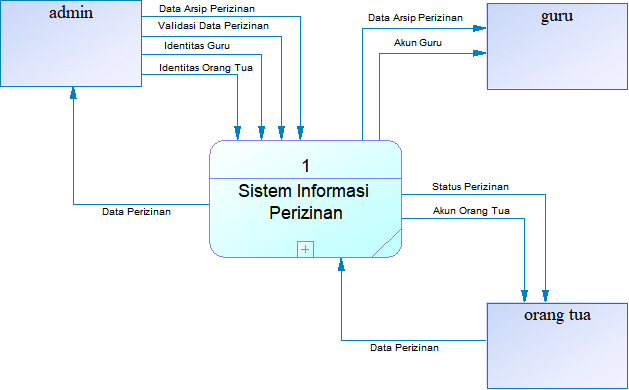 admin
Data Arsip Perizinan
Validasi Data Perizinan
Identitas Guru
Identitas Orang Tua
Data Arsip Perizinan
Akun Guru
guru
1
Sistem Informasi
Perizinan
Data Perizinan
Status Perizinan
Akun Orang Tua
orang tua
Data Perizinan